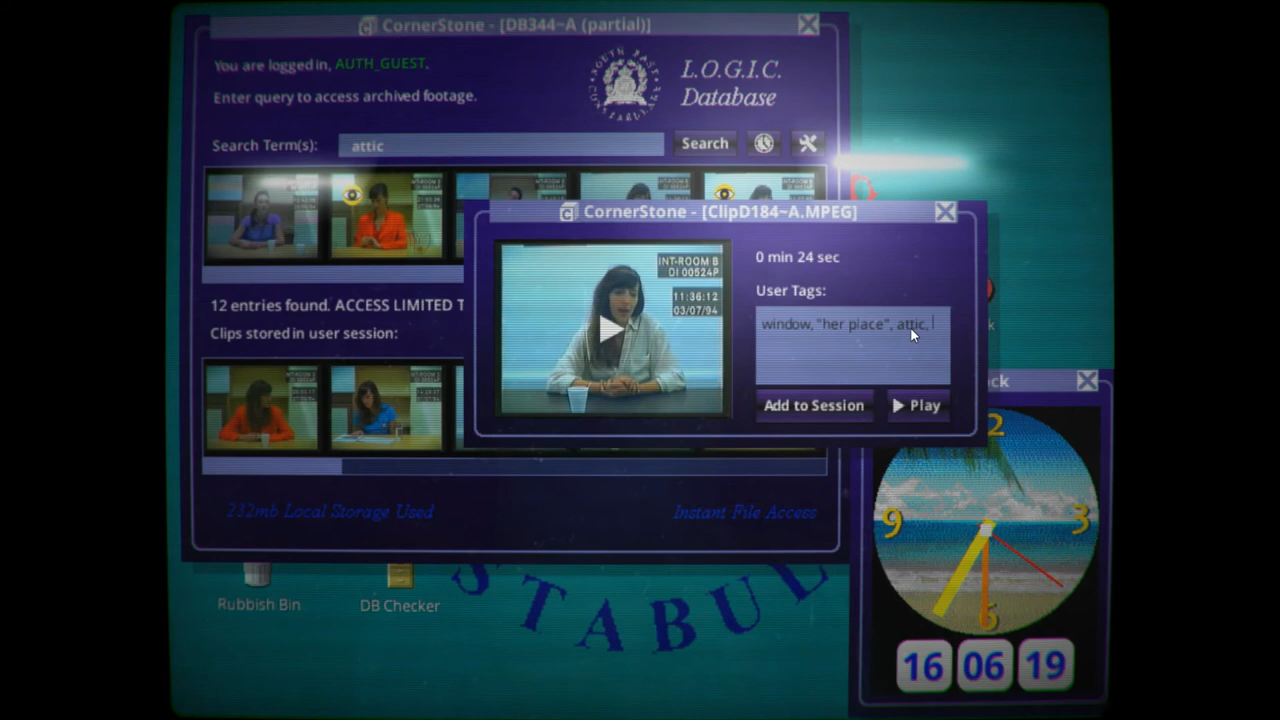 CornerStone - [DB344~A (partial)]
You are logged in, AUTH_GUEST.
Enter query to access archived footage.
L.O.G.I.C.
Database
Search Term(s):
attic
Search
CornerStone - [ClipD184~A.MPEG]
INT-ROOM B
DI 00524P
11:36:12
03/07/94
0 min 24 sec
User Tags:
window, "her place", attic,
Add to Session
Play
12 entries found. ACCESS LIMITED T
Clips stored in user session:
232mb Local Storage Used
Instant File Access
Rubbish Bin
DB Checker
STABUL
ock
2
3
6
9
16 06 19